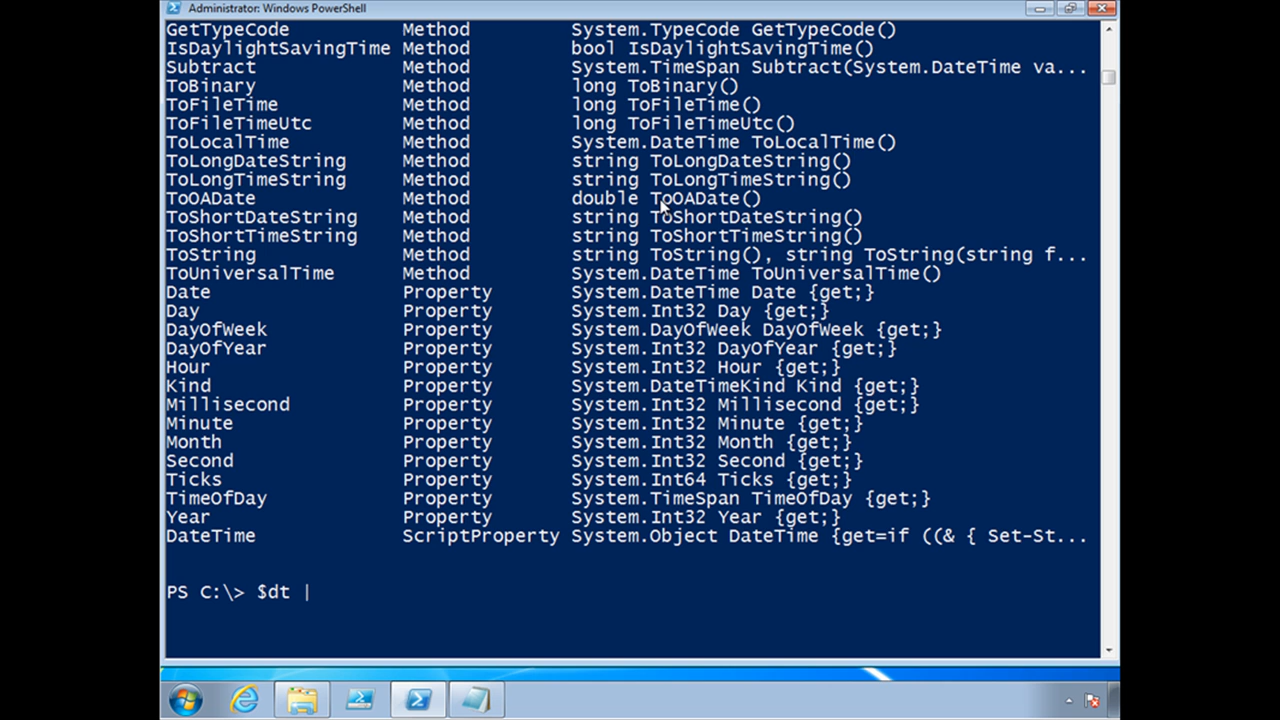 Administrator: Windows PowerShell
GetTypeCode Method System.TypeCode GetTypeCode()
IsDaylightSavingTime Method bool IsDaylightSavingTime()
Subtract Method System.TimeSpan Subtract(System.DateTime va...
ToBinary Method long ToBinary()
ToFileTime Method long ToFileTime()
ToFileTimeUtc Method long ToFileTimeUtc()
ToLocalTime Method System.DateTime ToLocalTime()
ToLongDateString Method string ToLongDateString()
ToLongTimeString Method string ToLongTimeString()
ToOADate Method double ToOADate()
ToShortDateString Method string ToShortDateString()
ToShortTimeString Method string ToShortTimeString()
ToString Method string ToString(), string ToString(string f...
ToUniversalTime Method System.DateTime ToUniversalTime()
Date Property System.DateTime Date {get;}
Day Property System.Int32 Day {get;}
DayOfWeek Property System.DayOfWeek DayOfWeek {get;}
DayOfYear Property System.Int32 DayOfYear {get;}
Hour Property System.Int32 Hour {get;}
Kind Property System.DateTimeKind Kind {get;}
Millisecond Property System.Int32 Millisecond {get;}
Minute Property System.Int32 Minute {get;}
Month Property System.Int32 Month {get;}
Second Property System.Int32 Second {get;}
Ticks Property System.Int64 Ticks {get;}
TimeOfDay Property System.TimeSpan TimeOfDay {get;}
Year Property System.Int32 Year {get;}
DateTime ScriptProperty System.Object DateTime {get=if ((& { Set-St...
PS C:\> $dt |